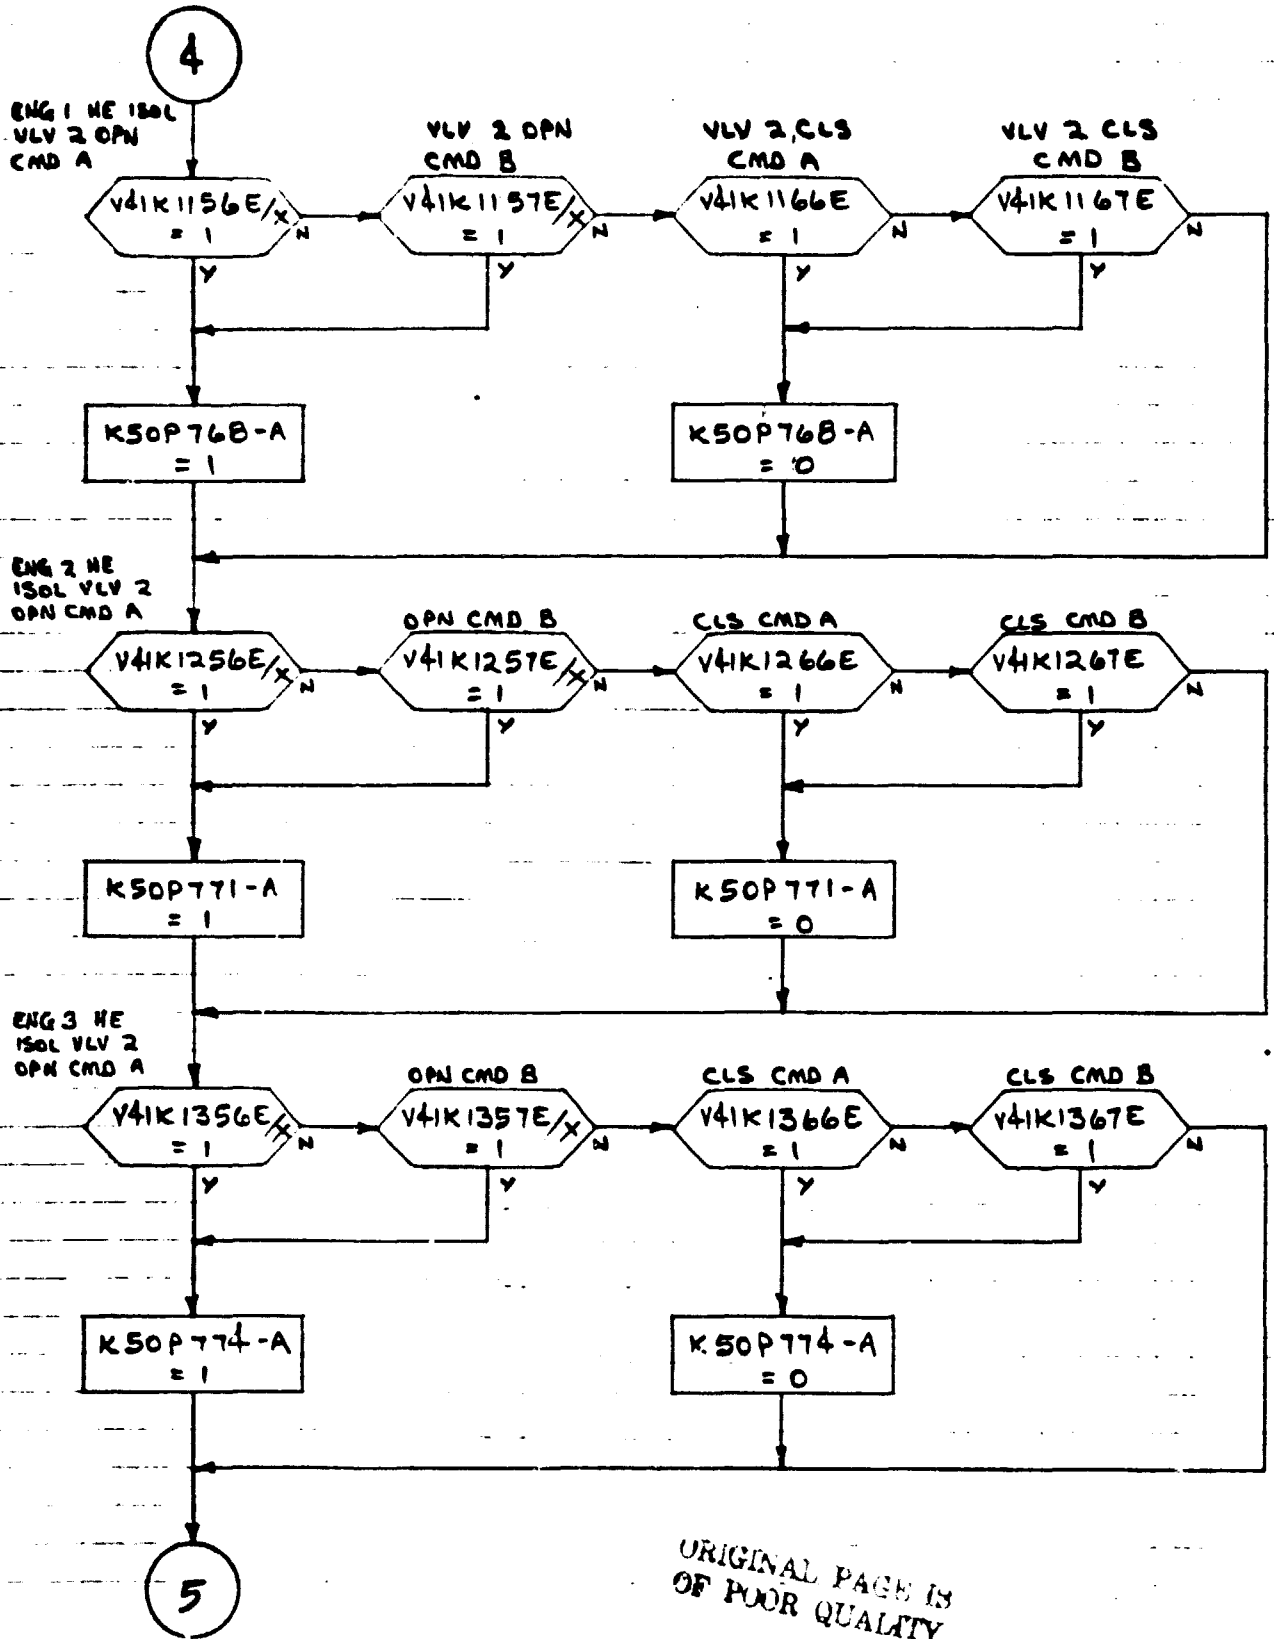 4
ENG 1 HE ISOL
VLV 2 OPN
CMD A
VLV 2 OPN
CMD B
VLV 2 CLS
CMD A
VLV 2 CLS
CMD B
V41K1156E/X
= 1
N
Y
V41K1157E/X
= 1
N
Y
V41K1166E
= 1
N
Y
V41K1167E
= 1
N
Y
K50P768-A
= 1
K50P768-A
= 0
ENG 2 HE
ISOL VLV 2
OPN CMD A
OPN CMD B
CLS CMD A
CLS CMD B
V41K1256E/X
= 1
N
Y
V41K1257E/X
= 1
N
Y
V41K1266E
= 1
N
Y
V41K1267E
= 1
N
Y
K50P771-A
= 1
K50P771-A
= 0
ENG 3 HE
ISOL VLV 2
OPN CMD A
OPN CMD B
CLS CMD A
CLS CMD B
V41K1356E/X
= 1
N
Y
V41K1357E/X
= 1
N
Y
V41K1366E
= 1
N
Y
V41K1367E
= 1
N
Y
K50P774-A
= 1
K50P774-A
= 0
5
ORIGINAL PAGE IS
OF POOR QUALITY